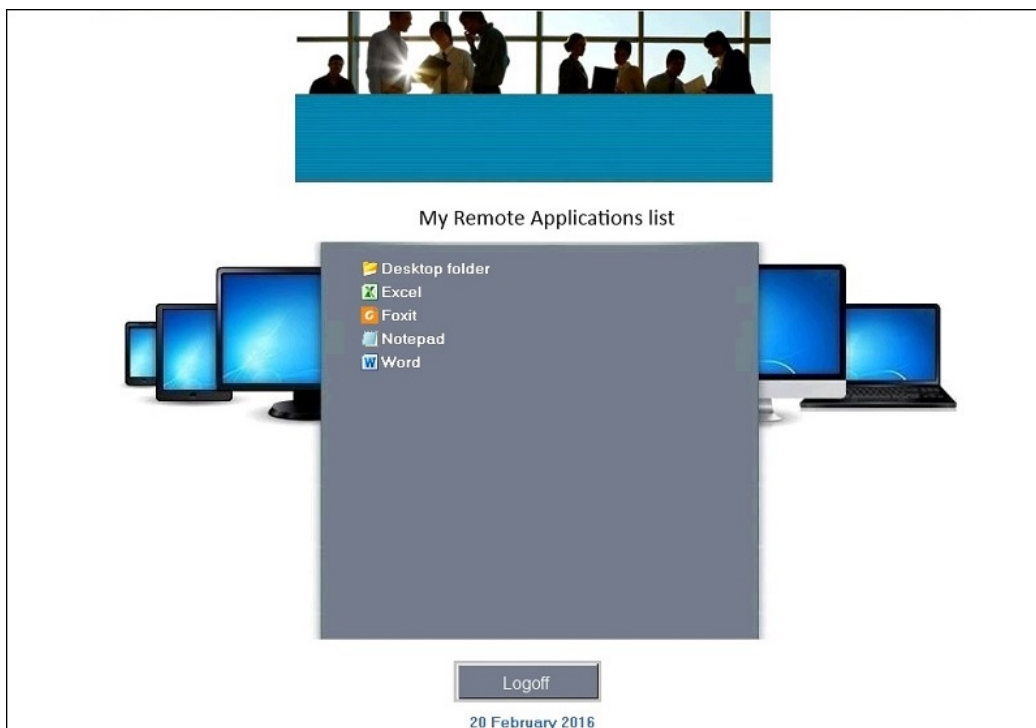 My Remote Applications list
Desktop folder
Excel
Foxit
Notepad
Word
Logoff
20 February 2016